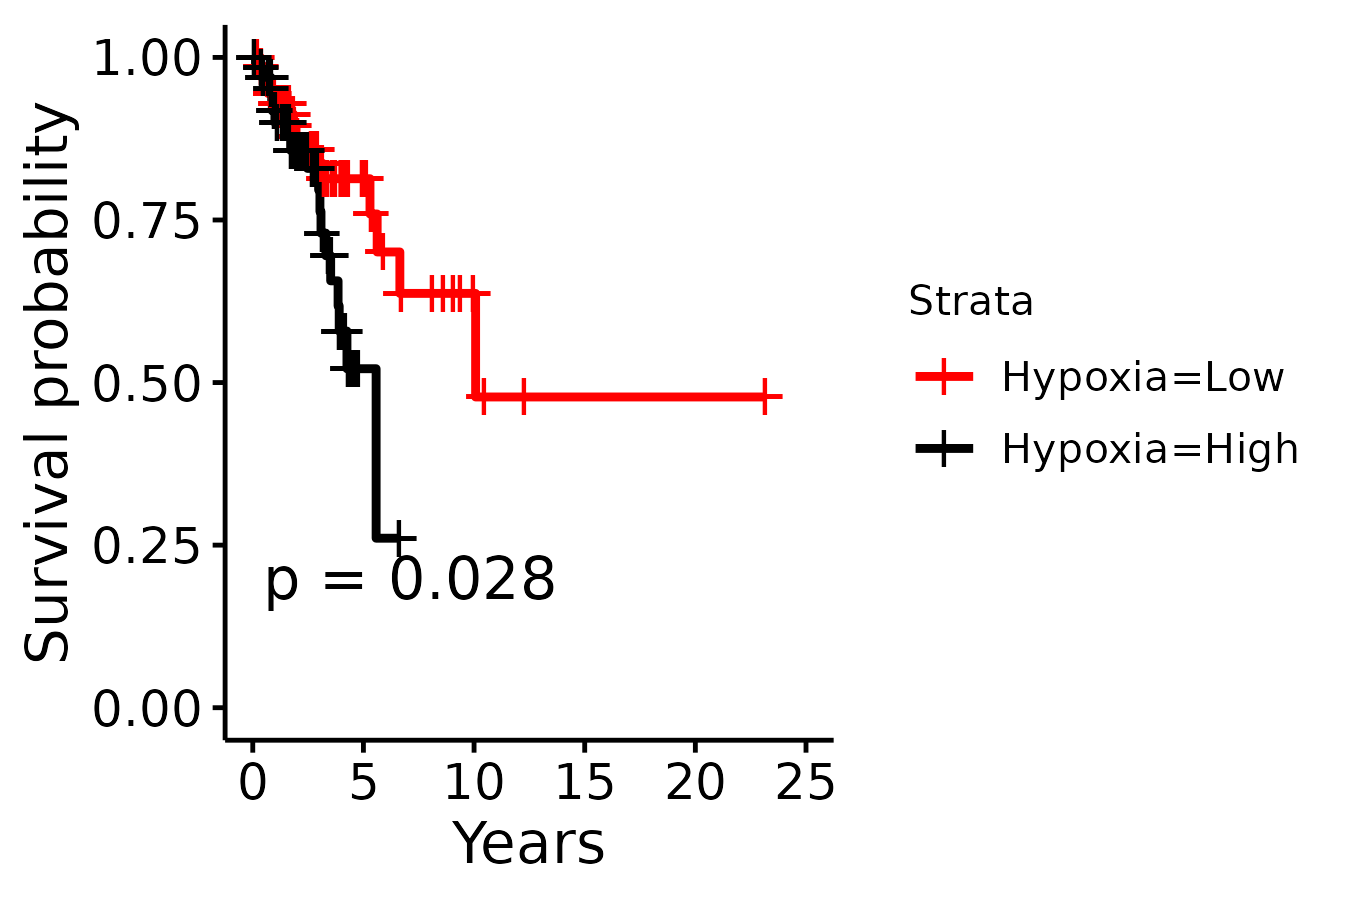 Survival probability
1.00
0.75
0.50
0.25
0.00
p = 0.028
0 5 10 15 20 25
Years
Strata
Hypoxia=Low
Hypoxia=High